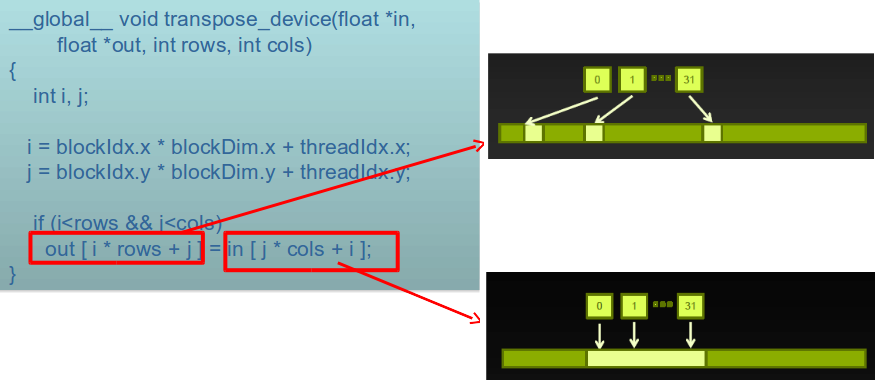 __global__ void transpose_device(float *in,
float *out, int rows, int cols)
{
int i, j;
i = blockIdx.x * blockDim.x + threadIdx.x;
j = blockIdx.y * blockDim.y + threadIdx.y;
if (i<rows && j<cols)
out [ i * rows + j ] = in [ j * cols + i ];
}
0 1 31
0 1 31